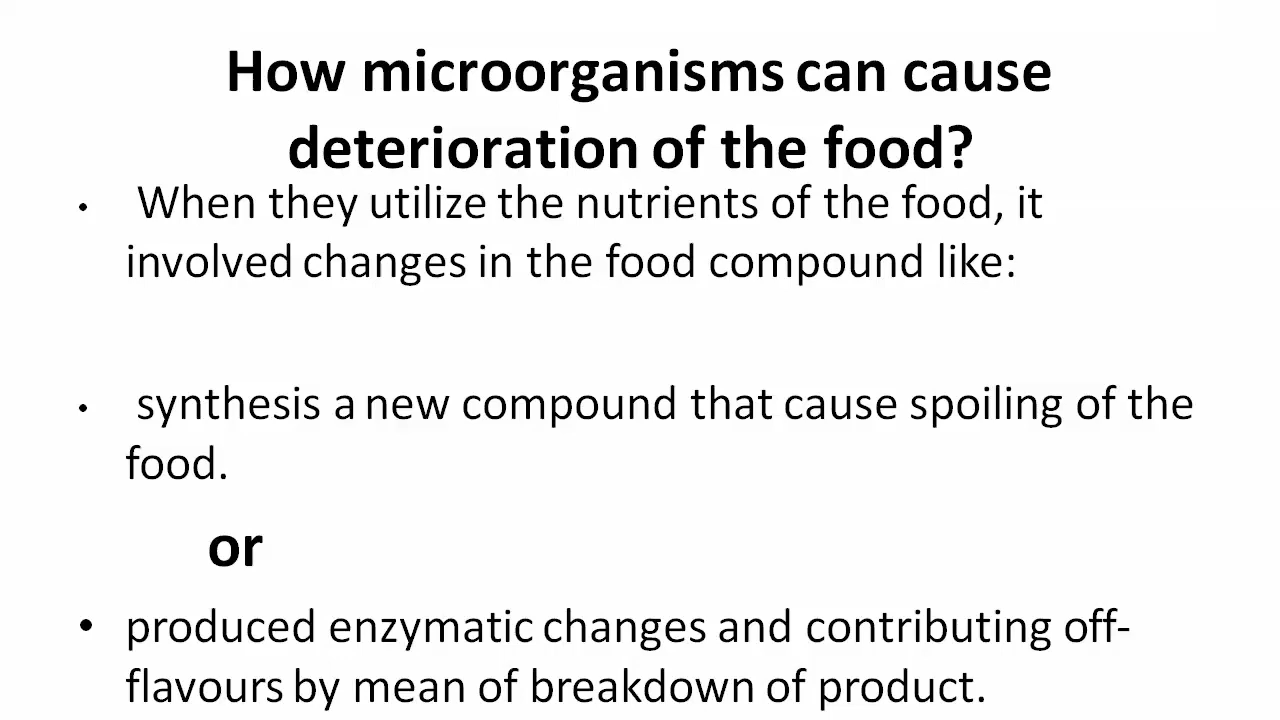 How microorganisms can cause
deterioration of the food?
• When they utilize the nutrients of the food, it
involved changes in the food compound like:
• synthesis a new compound that cause spoiling of the
food.
or
• produced enzymatic changes and contributing off-
flavours by mean of breakdown of product.